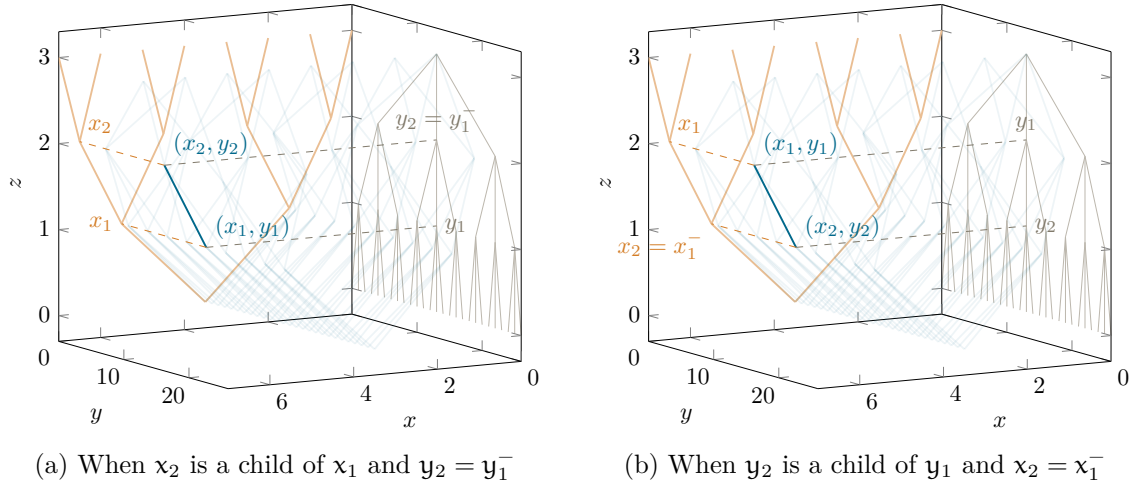 3
2
1
0
z
0
10
20
y
6
4
2
0
x
x₂
x₁
(x₂, y₂)
(x₁, y₁)
y₂ = y₁⁻
y₁
(a) When 𝔵₂ is a child of 𝔵₁ and 𝔶₂ = 𝔶₁⁻
3
2
1
0
z
0
10
20
y
6
4
2
0
x
x₁
x₂ = x₁⁻
(x₁, y₁)
(x₂, y₂)
y₁
y₂
(b) When 𝔶₂ is a child of 𝔶₁ and 𝔵₂ = 𝔵₁⁻